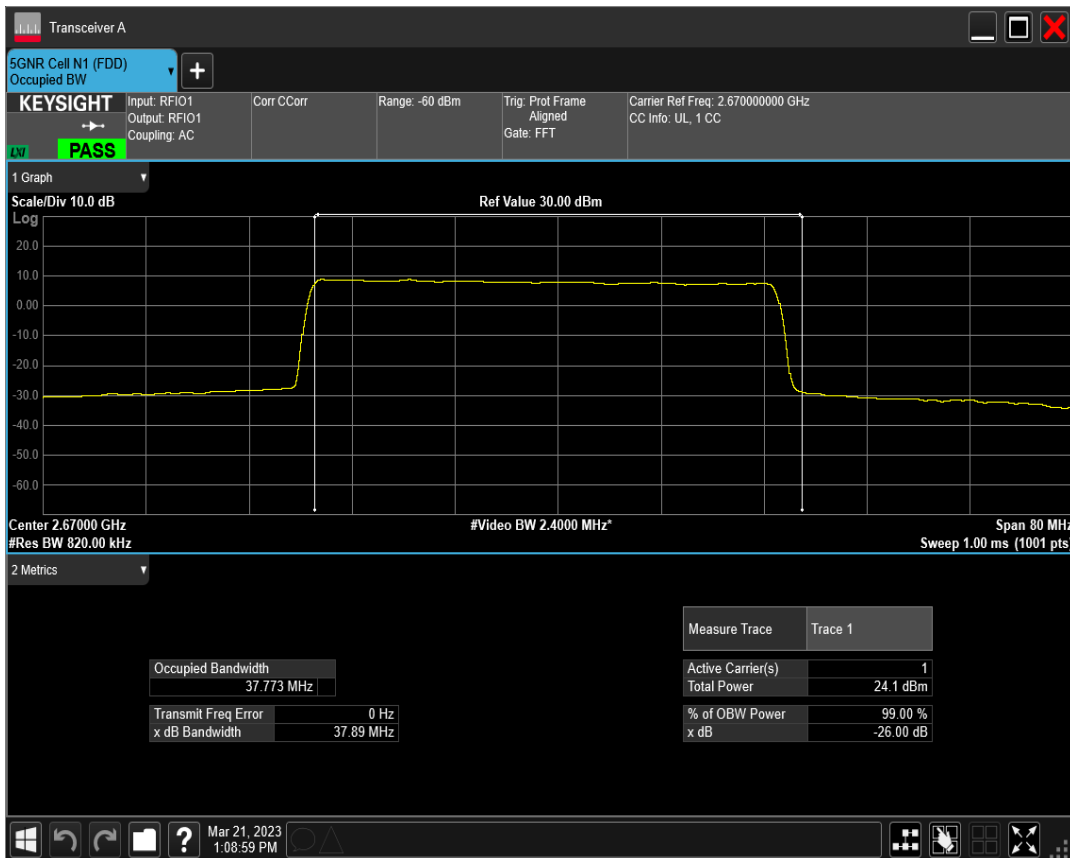 Transceiver A
5GNR Cell N1 (FDD)
Occupied BW
+
KEYSIGHT
LXI
PASS
Input: RFIO1
Output: RFIO1
Coupling: AC
Corr CCorr
Range: -60 dBm
Trig: Prot Frame
Aligned
Gate: FFT
Carrier Ref Freq: 2.670000000 GHz
CC Info: UL, 1 CC
1 Graph
Scale/Div 10.0 dB
Ref Value 30.00 dBm
Log
20.0
10.0
0.00
-10.0
-20.0
-30.0
-40.0
-50.0
-60.0
Center 2.67000 GHz
#Video BW 2.4000 MHz*
Span 80 MHz
#Res BW 820.00 kHz
Sweep 1.00 ms (1001 pts)
2 Metrics
Measure Trace Trace 1
Occupied Bandwidth
37.773 MHz
Active Carrier(s) 1
Total Power 24.1 dBm
Transmit Freq Error 0 Hz
x dB Bandwidth 37.89 MHz
% of OBW Power 99.00 %
x dB -26.00 dB
?
Mar 21, 2023
1:08:59 PM